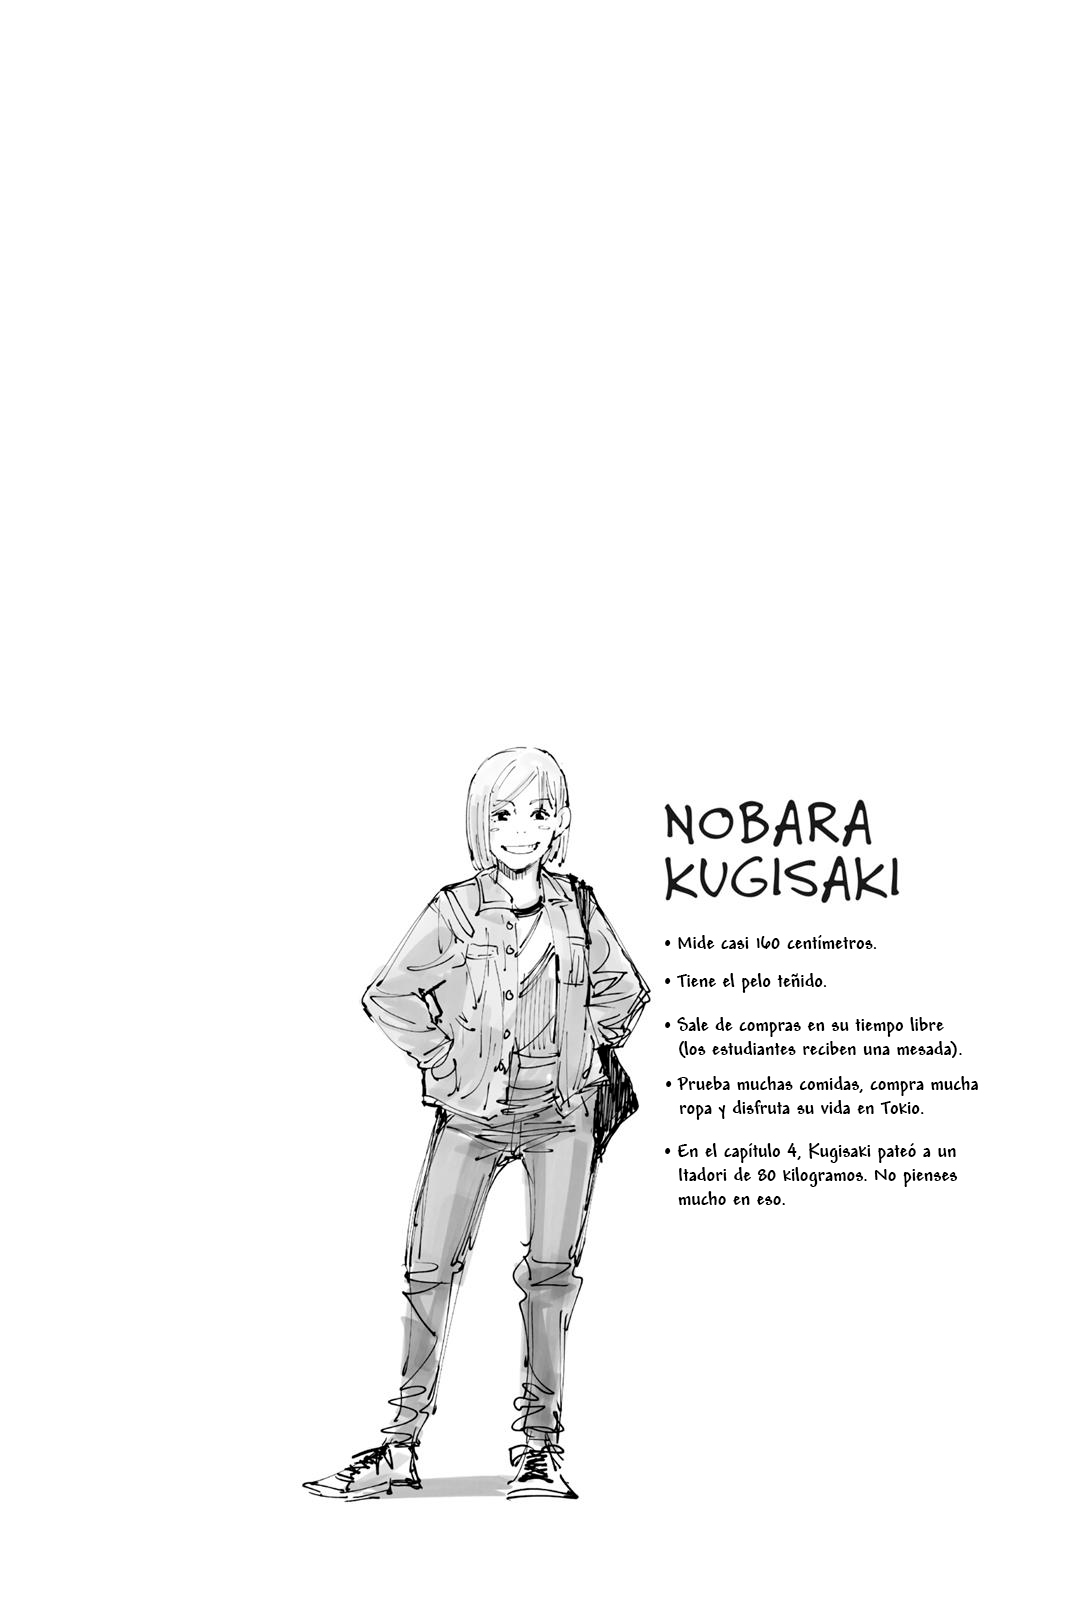 NOBARA
KUGISAKI
• Mide casi 160 centímetros.
• Tiene el pelo teñido.
• Sale de compras en su tiempo libre
(los estudiantes reciben una mesada).
• Prueba muchas comidas, compra mucha
ropa y disfruta su vida en Tokio.
• En el capítulo 4, Kugisaki pateó a un
Itadori de 80 kilogramos. No pienses
mucho en eso.